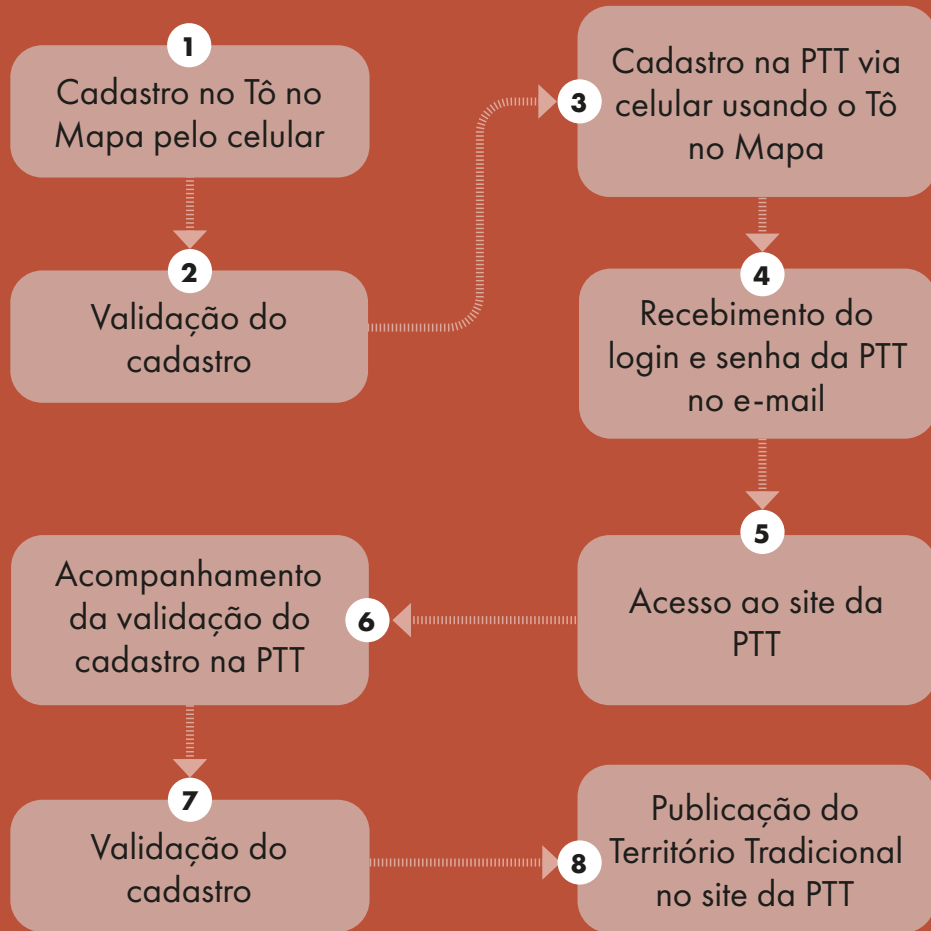 1
Cadastro no Tô no
Mapa pelo celular
2
Validação do
cadastro
3
Cadastro na PTT via
celular usando o Tô
no Mapa
4
Recebimento do
login e senha da PTT
no e-mail
5
Acesso ao site da
PTT
6
Acompanhamento
da validação do
cadastro na PTT
7
Validação do
cadastro
8
Publicação do
Território Tradicional
no site da PTT